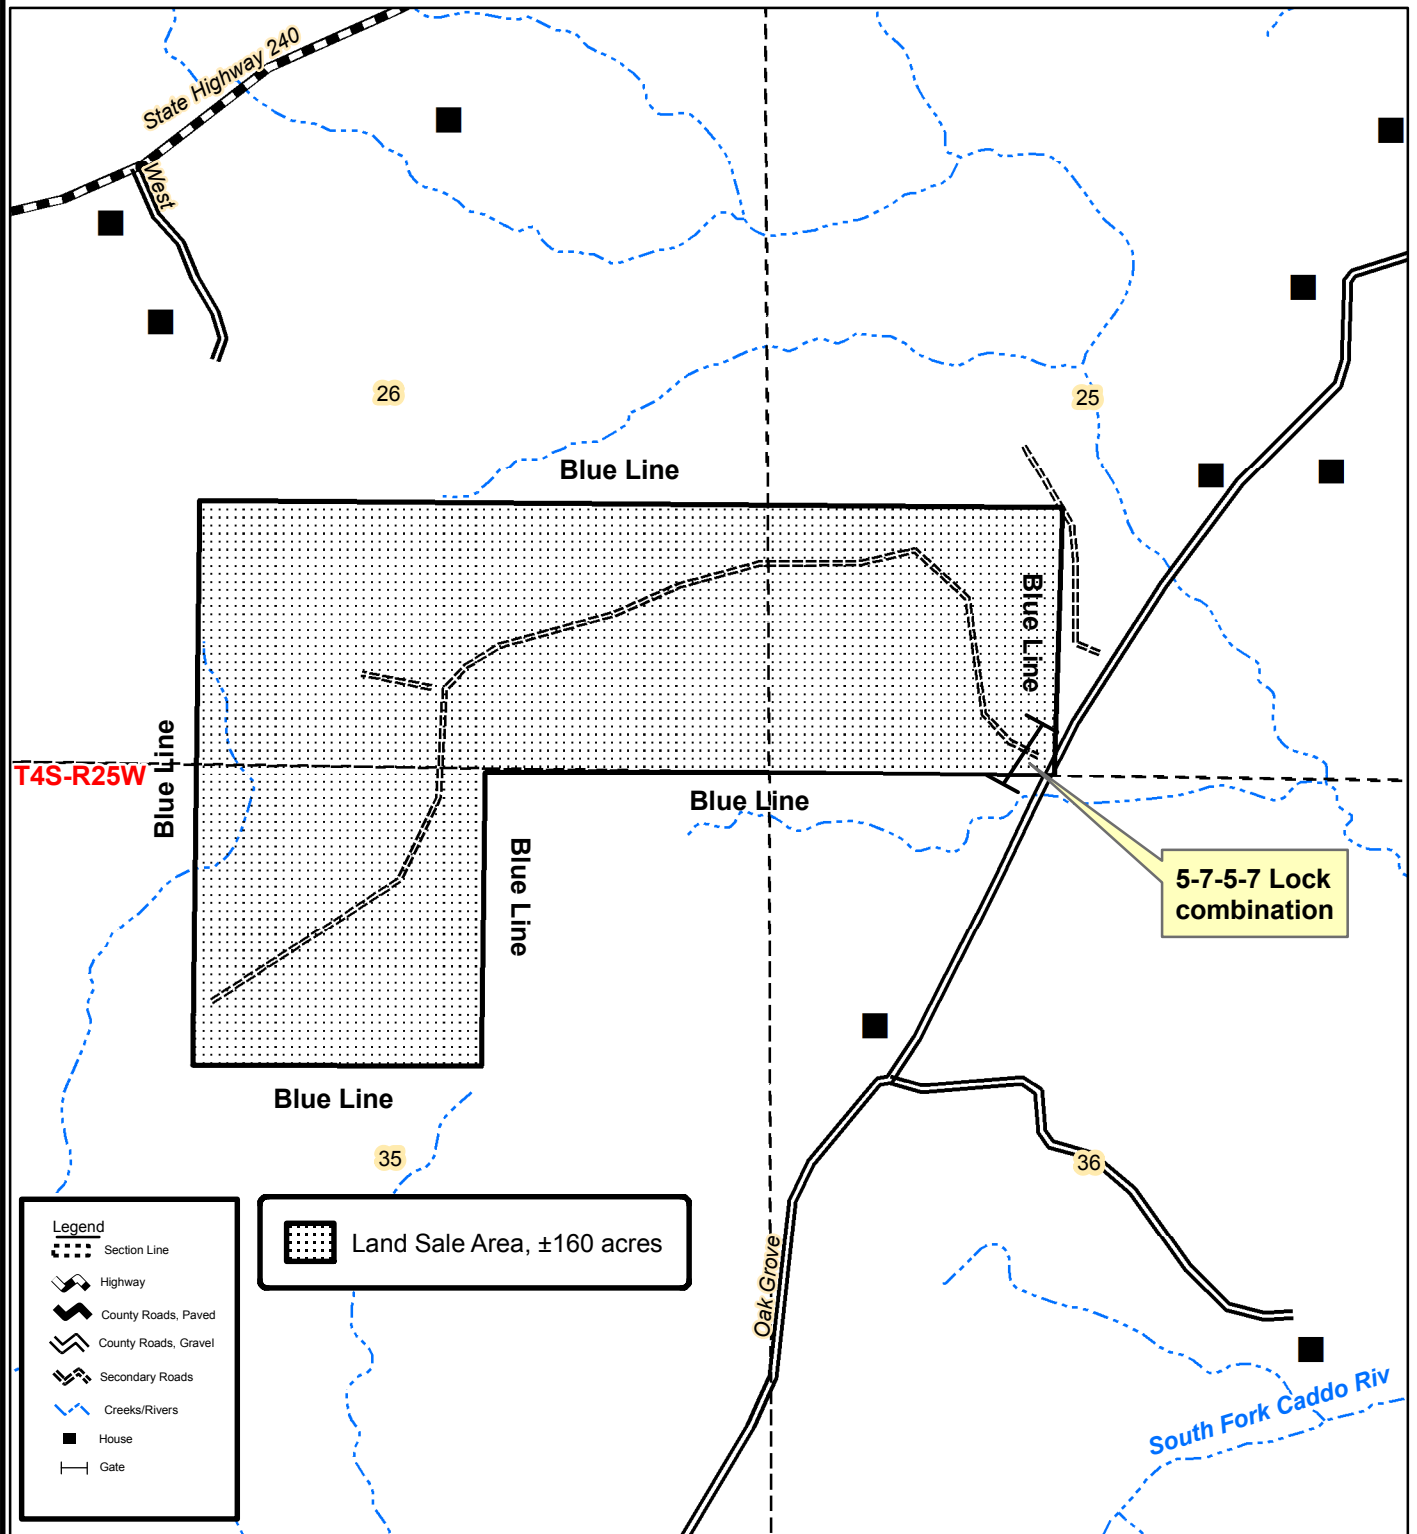 State Highway 240
West
26
25
Blue Line
Blue Line
Blue Line
T4S-R25W
Blue Line
Blue Line
5-7-5-7 Lock
combination
Blue Line
35
36
Oak Grove
South Fork Caddo Riv
Legend
Section Line
Highway
County Roads, Paved
County Roads, Gravel
Secondary Roads
Creeks/Rivers
House
Gate
Land Sale Area, ±160 acres